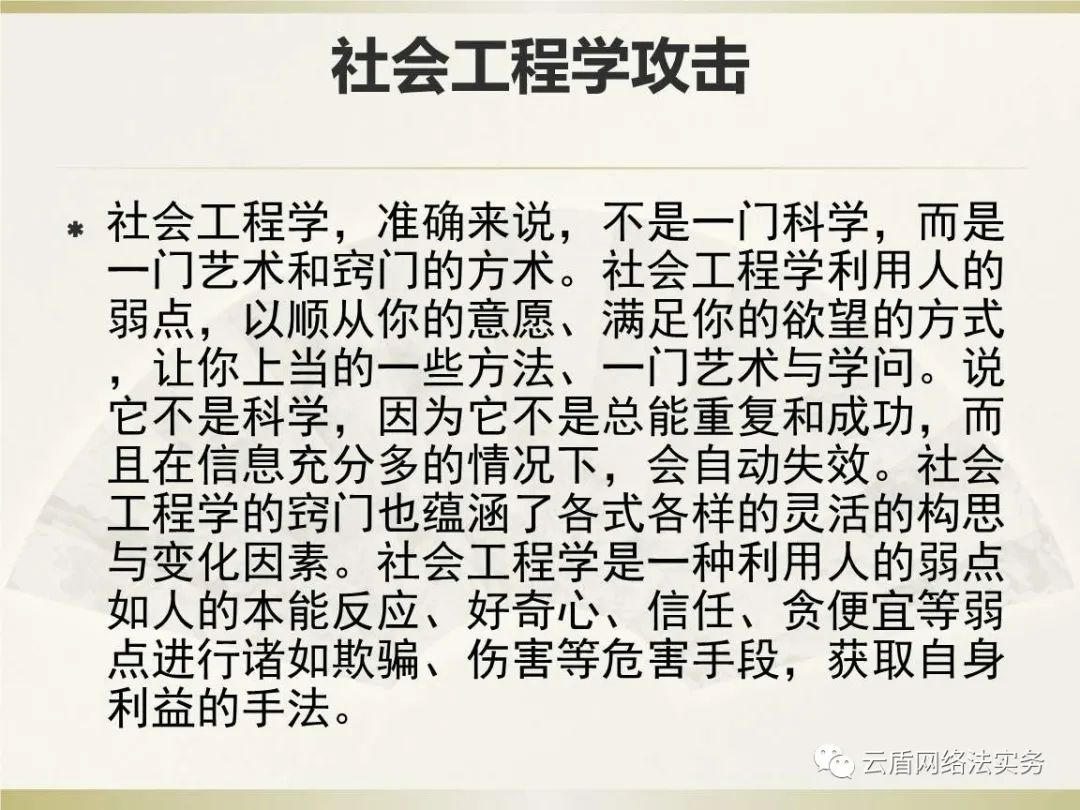 社会工程学攻击
* 社会工程学，准确来说，不是一门科学，而是
一门艺术和窍门的方术。社会工程学利用人的
弱点，以顺从你的意愿、满足你的欲望的方式
，让你上当的一些方法、一门艺术与学问。说
它不是科学，因为它不是总能重复和成功，而
且在信息充分多的情况下，会自动失效。社会
工程学的窍门也蕴涵了各式各样的灵活的构思
与变化因素。社会工程学是一种利用人的弱点
如人的本能反应、好奇心、信任、贪便宜等弱
点进行诸如欺骗、伤害等危害手段，获取自身
利益的手法。
云盾网络法实务